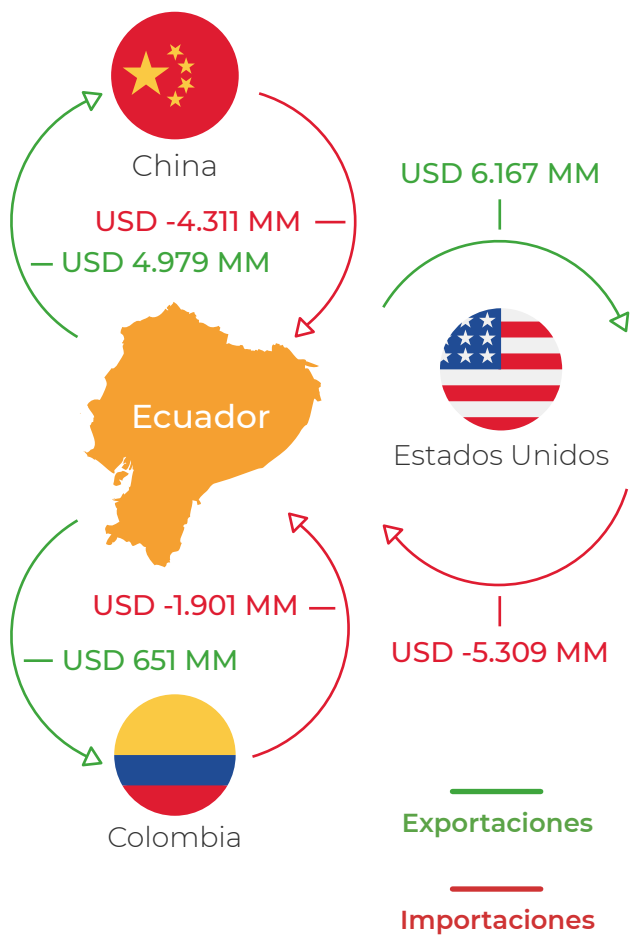 China
USD 6.167 MM
USD -4.311 MM
USD 4.979 MM
Ecuador
Estados Unidos
USD -1.901 MM
USD -5.309 MM
USD 651 MM
Colombia
Exportaciones
Importaciones